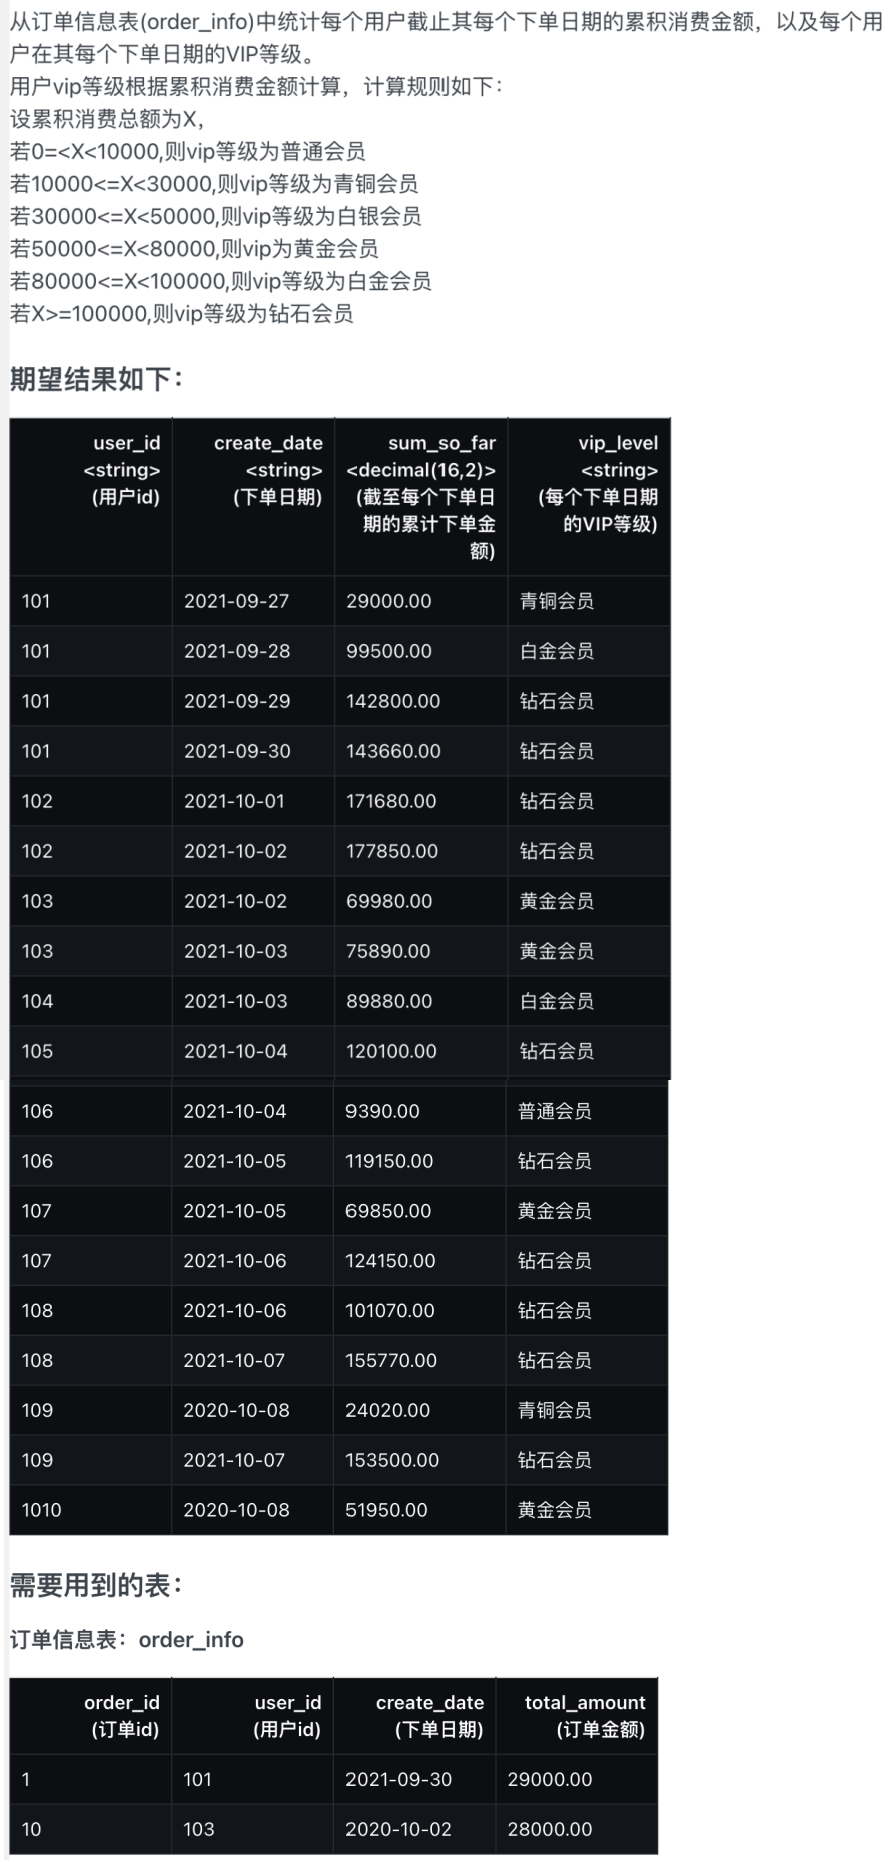 从订单信息表(order_info)中统计每个用户截止其每个下单日期的累积消费金额，以及每个用
户在其每个下单日期的VIP等级。
用户vip等级根据累积消费金额计算，计算规则如下：
设累积消费总额为X，
若0=<X<10000,则vip等级为普通会员
若10000<=X<30000,则vip等级为青铜会员
若30000<=X<50000,则vip等级为白银会员
若50000<=X<80000,则vip为黄金会员
若80000<=X<100000,则vip等级为白金会员
若X>=100000,则vip等级为钻石会员
期望结果如下：
user_id create_date sum_so_far vip_level
<string> <string> <decimal(16,2)> <string>
(用户id) (下单日期) (截至每个下单日 (每个下单日期
期的累计下单金 的VIP等级)
额)
101 2021-09-27 29000.00 青铜会员
101 2021-09-28 99500.00 白金会员
101 2021-09-29 142800.00 钻石会员
101 2021-09-30 143660.00 钻石会员
102 2021-10-01 171680.00 钻石会员
102 2021-10-02 177850.00 钻石会员
103 2021-10-02 69980.00 黄金会员
103 2021-10-03 75890.00 黄金会员
104 2021-10-03 89880.00 白金会员
105 2021-10-04 120100.00 钻石会员
106 2021-10-04 9390.00 普通会员
106 2021-10-05 119150.00 钻石会员
107 2021-10-05 69850.00 黄金会员
107 2021-10-06 124150.00 钻石会员
108 2021-10-06 101070.00 钻石会员
108 2021-10-07 155770.00 钻石会员
109 2020-10-08 24020.00 青铜会员
109 2021-10-07 153500.00 钻石会员
1010 2020-10-08 51950.00 黄金会员
需要用到的表：
订单信息表：order_info
order_id user_id create_date total_amount
(订单id) (用户id) (下单日期) (订单金额)
1 101 2021-09-30 29000.00
10 103 2020-10-02 28000.00